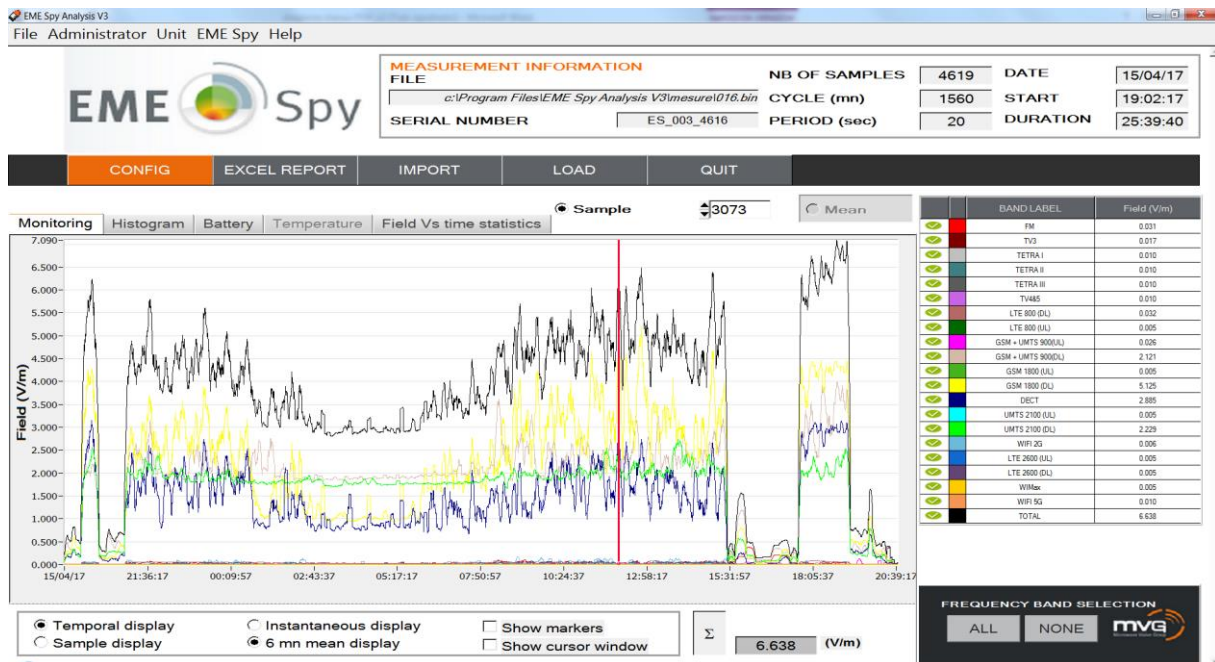 EME Spy Analysis V3
File Administrator Unit EME Spy Help
EME Spy
MEASUREMENT INFORMATION
FILE
c:\Program Files\EME Spy Analysis V3\mesure\016.bin
SERIAL NUMBER ES_003_4616
NB OF SAMPLES 4619 DATE 15/04/17
CYCLE (mn) 1560 START 19:02:17
PERIOD (sec) 20 DURATION 25:39:40
CONFIG EXCEL REPORT IMPORT LOAD QUIT
Sample 3073 Mean
Monitoring Histogram Battery Temperature Field Vs time statistics
Field (V/m)
7.090
6.500
6.000
5.500
5.000
4.500
4.000
3.500
3.000
2.500
2.000
1.500
1.000
0.500
0.000
15/04/17 21:36:17 00:09:57 02:43:37 05:17:17 07:50:57 10:24:37 12:58:17 15:31:57 18:05:37 20:39:17
BAND LABEL Field (V/m)
FM 0.031
TV3 0.017
TETRA I 0.010
TETRA II 0.010
TETRA III 0.010
TV4&5 0.010
LTE 800 (DL) 0.032
LTE 800 (UL) 0.005
GSM + UMTS 900(UL) 0.026
GSM + UMTS 900(DL) 2.121
GSM 1800 (UL) 0.005
GSM 1800 (DL) 5.125
DECT 2.885
UMTS 2100 (UL) 0.005
UMTS 2100 (DL) 2.229
WIFI 2G 0.006
LTE 2600 (UL) 0.005
LTE 2600 (DL) 0.005
WIMax 0.005
WIFI 5G 0.010
TOTAL 6.638
Temporal display Instantaneous display Show markers
Sample display 6 mn mean display Show cursor window
Σ 6.638 (V/m)
FREQUENCY BAND SELECTION
ALL NONE mvg